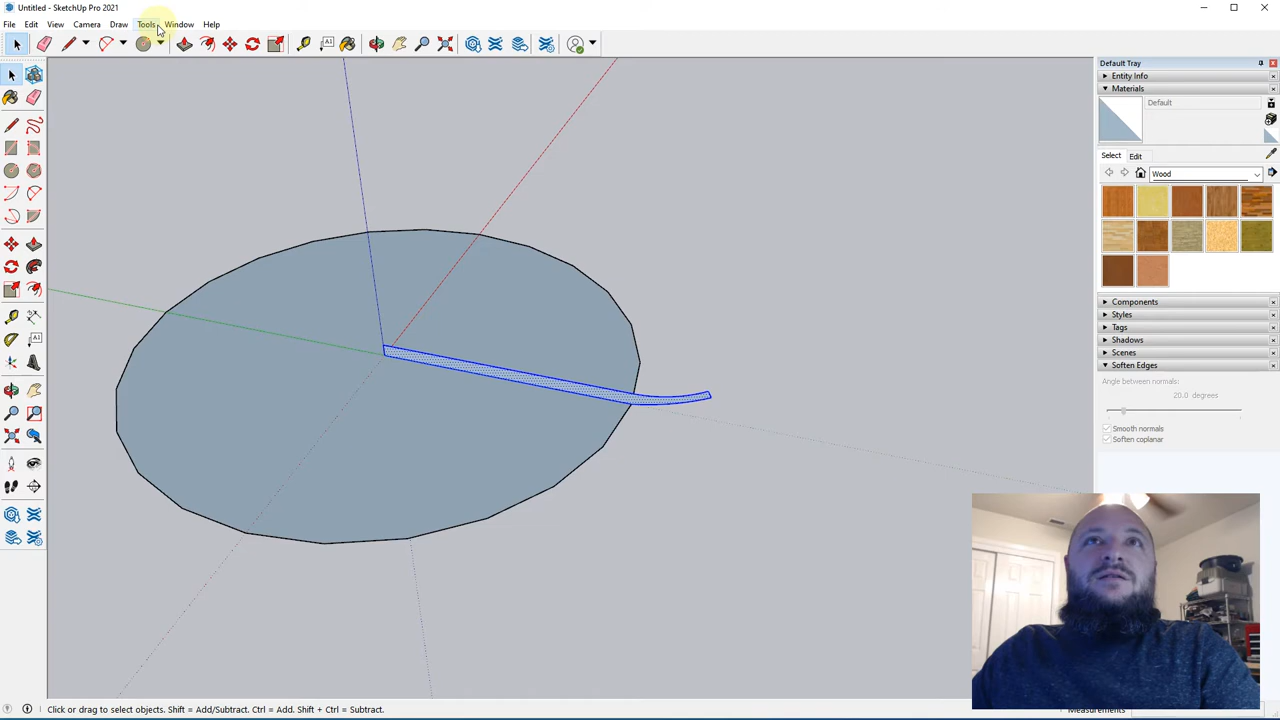 Untitled - SketchUp Pro 2021
File Edit View Camera Draw Tools Window Help
Default Tray
Entity Info
Materials
Default
Select Edit
Wood
Components
Styles
Tags
Shadows
Scenes
Soften Edges
Angle between normals:
20.0 degrees
Smooth normals
Soften coplanar
Click or drag to select objects. Shift = Add/Subtract. Ctrl = Add. Shift + Ctrl = Subtract.
Measurements